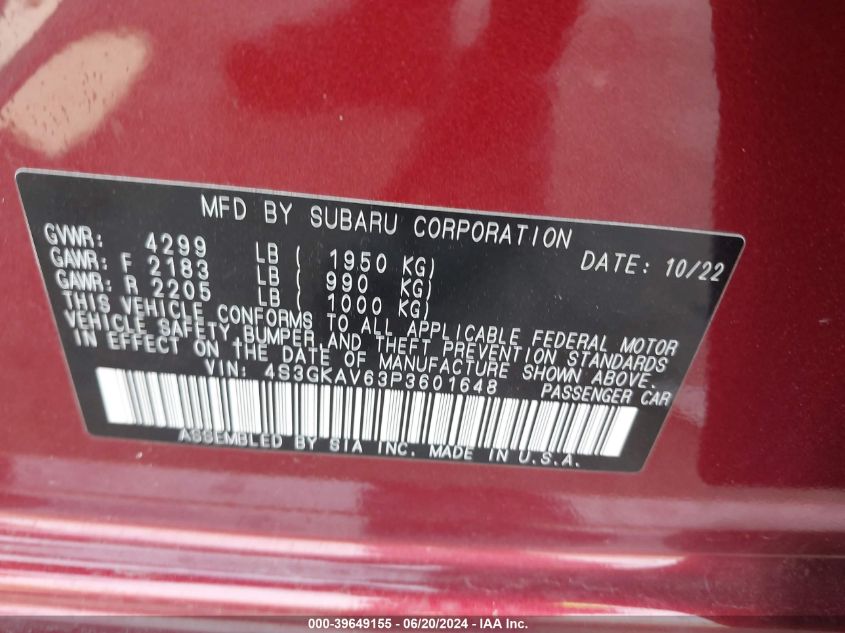 MFD BY SUBARU CORPORATION
GVWR: 4299 LB ( 1950 KG) DATE: 10/22
GAWR: F 2183 LB ( 990 KG)
GAWR: R 2205 LB ( 1000 KG)
THIS VEHICLE CONFORMS TO ALL APPLICABLE FEDERAL MOTOR
VEHICLE SAFETY, BUMPER, AND THEFT PREVENTION STANDARDS
IN EFFECT ON THE DATE OF MANUFACTURE SHOWN ABOVE.
VIN: 4S3GKAV63P3601648 PASSENGER CAR
ASSEMBLED BY SIA INC. MADE IN U.S.A.
000-39649155 - 06/20/2024 - IAA Inc.